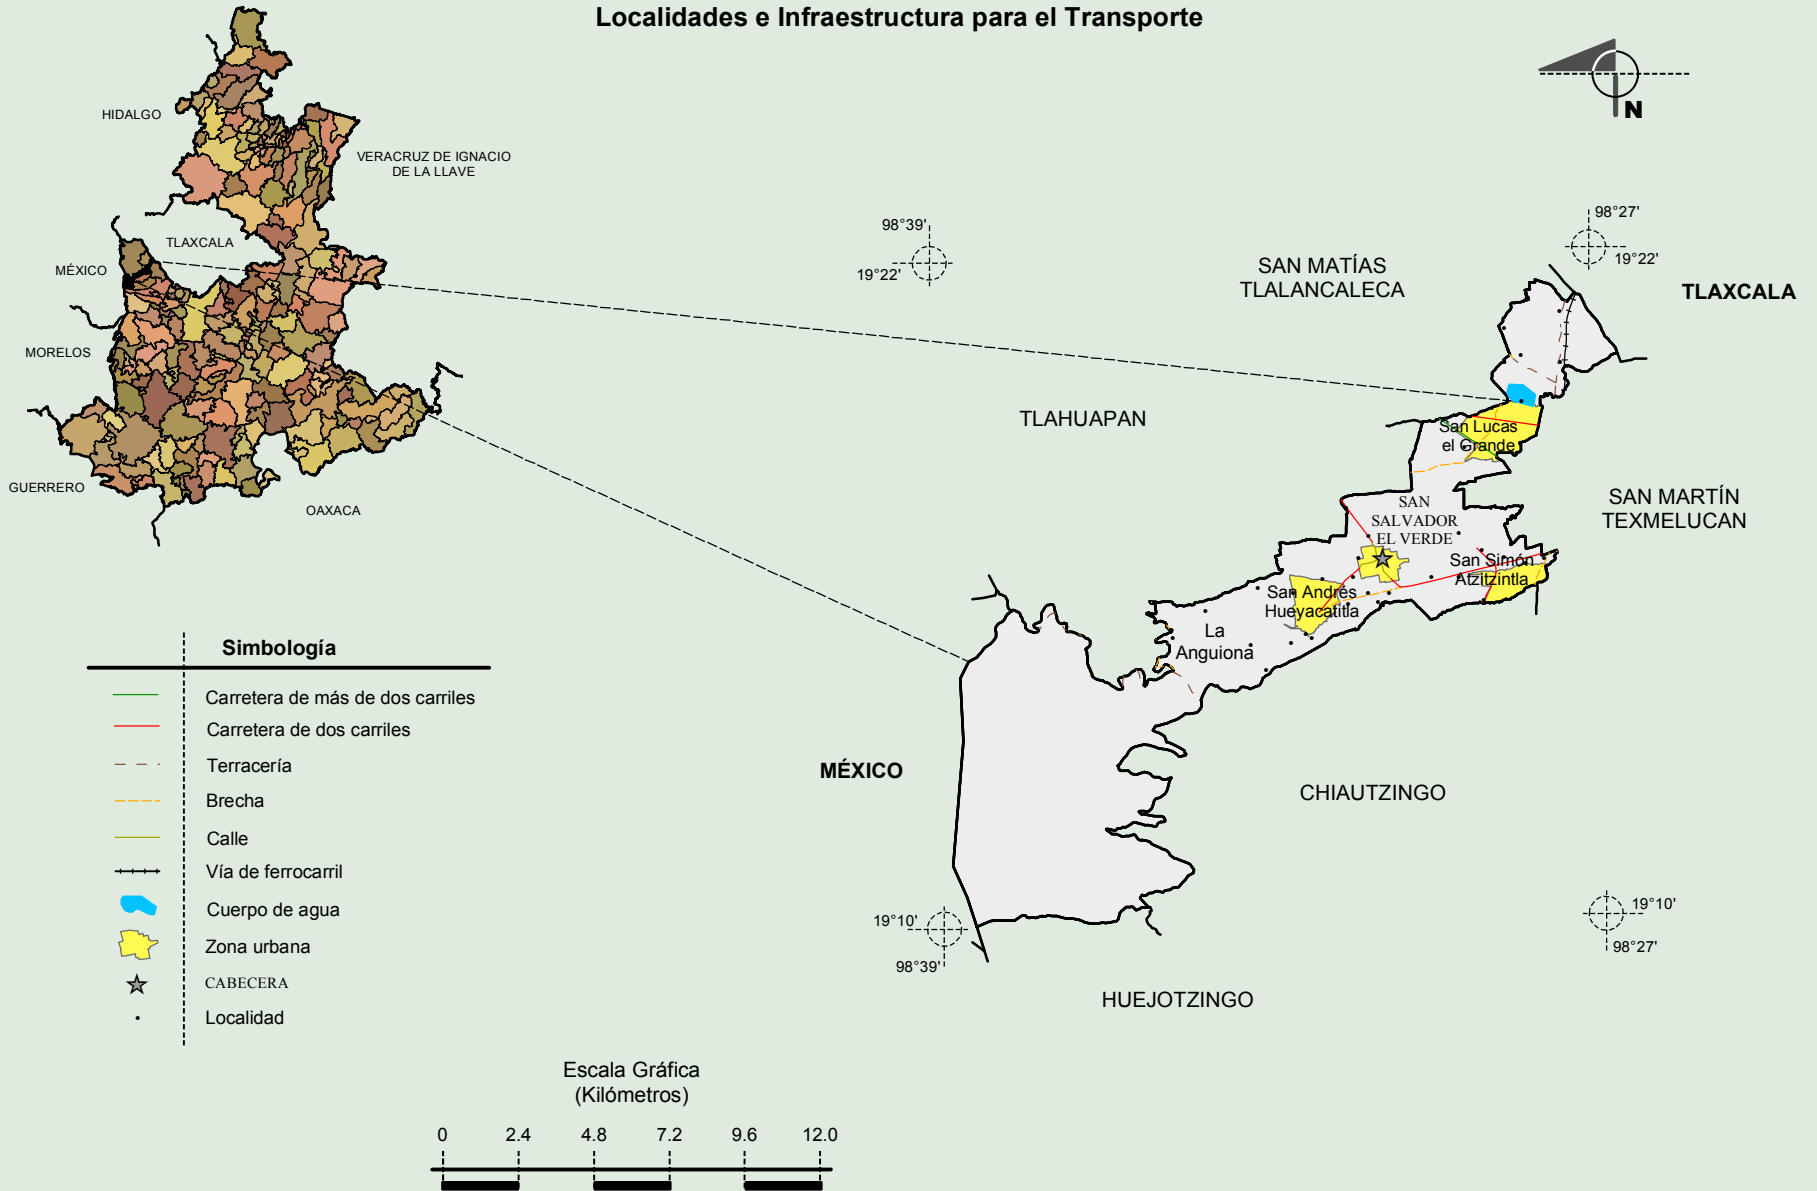 Localidades e Infraestructura para el Transporte
N
HIDALGO
VERACRUZ DE IGNACIO
DE LA LLAVE
TLAXCALA
MÉXICO
MORELOS
GUERRERO
OAXACA
98°39'
19°22'
98°27'
19°22'
SAN MATÍAS
TLALANCALECA
TLAXCALA
TLAHUAPAN
San Lucas
el Grande
SAN MARTÍN
TEXMELUCAN
SAN
SALVADOR
EL VERDE
San Simón
Atzitzintla
San Andrés
Hueyacatitla
La
Anguiona
MÉXICO
CHIAUTZINGO
19°10'
98°39'
19°10'
98°27'
HUEJOTZINGO
Simbología
Carretera de más de dos carriles
Carretera de dos carriles
Terracería
Brecha
Calle
Vía de ferrocarril
Cuerpo de agua
Zona urbana
CABECERA
Localidad
Escala Gráfica
(Kilómetros)
0 2.4 4.8 7.2 9.6 12.0